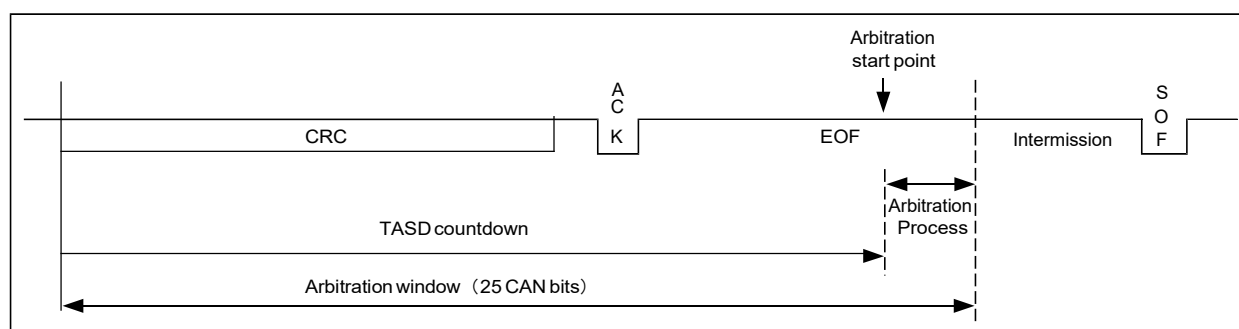 Arbitration
start point
A
C
K
S
O
F
CRC
EOF
Intermission
Arbitration
Process
TASD countdown
Arbitration window（25 CAN bits）